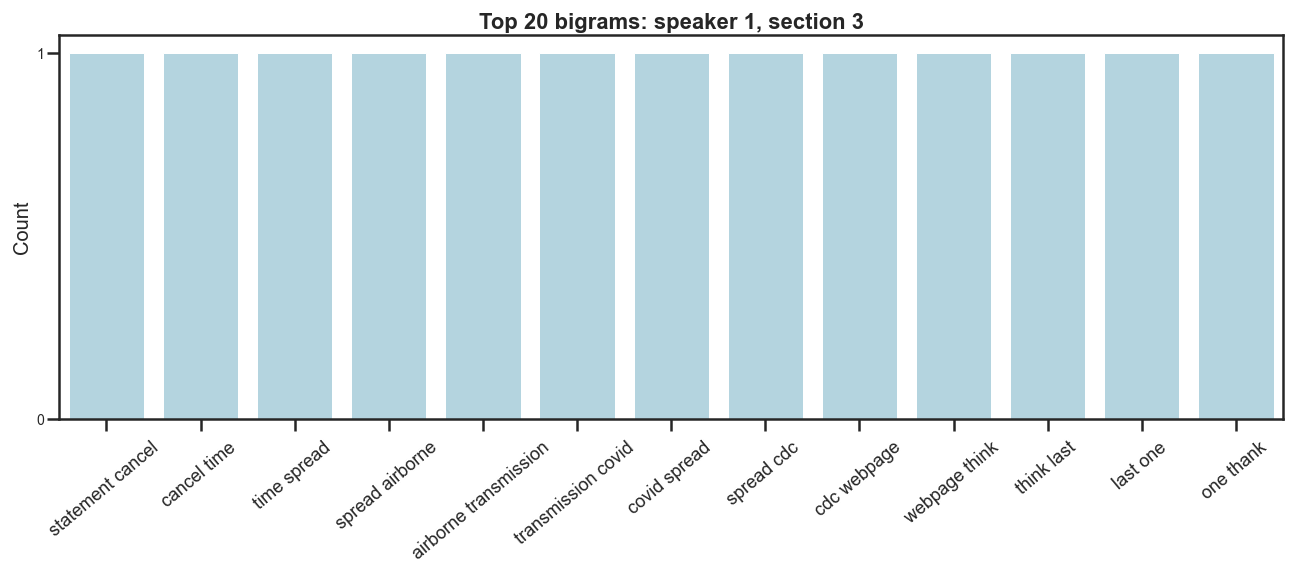 Top 20 bigrams: speaker 1, section 3
1
Count
0
statement cancel
cancel time
time spread
spread airborne
airborne transmission
transmission covid
covid spread
spread cdc
cdc webpage
webpage think
think last
last one
one thank